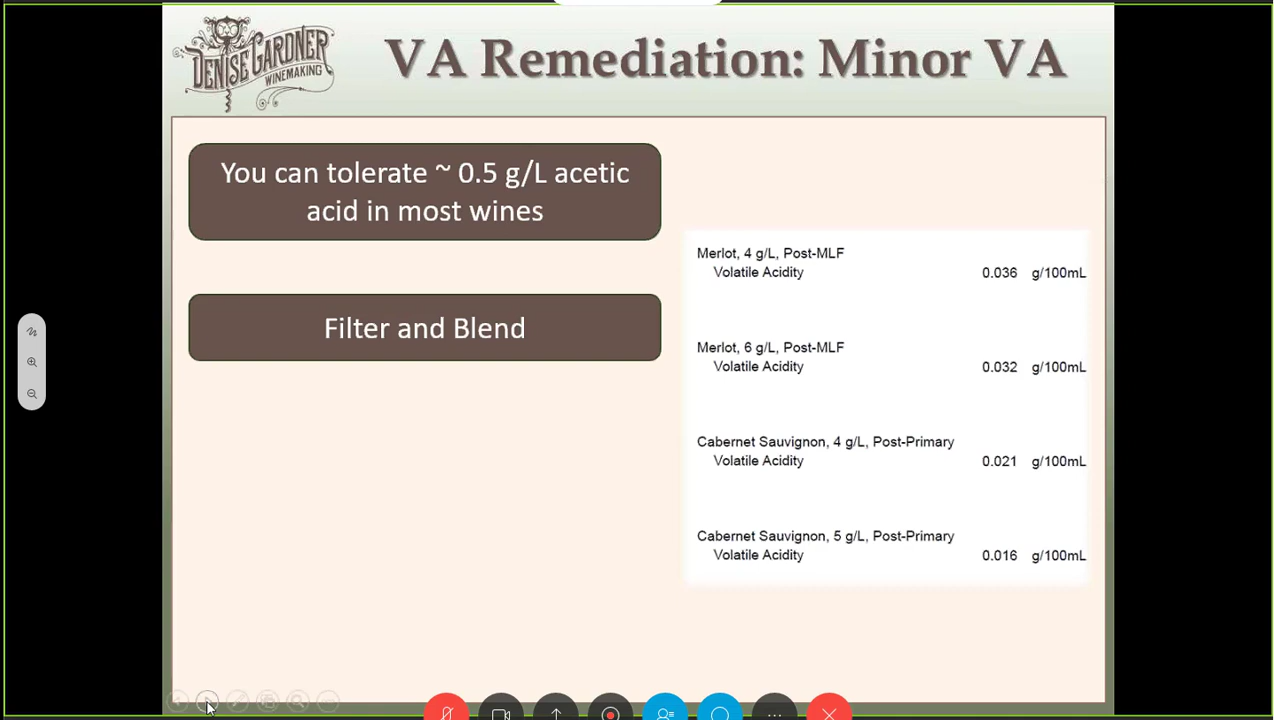 DENISE GARDNER
WINEMAKING
VA Remediation: Minor VA
You can tolerate ~ 0.5 g/L acetic
acid in most wines
Filter and Blend
Merlot, 4 g/L, Post-MLF
Volatile Acidity 0.036 g/100mL
Merlot, 6 g/L, Post-MLF
Volatile Acidity 0.032 g/100mL
Cabernet Sauvignon, 4 g/L, Post-Primary
Volatile Acidity 0.021 g/100mL
Cabernet Sauvignon, 5 g/L, Post-Primary
Volatile Acidity 0.016 g/100mL